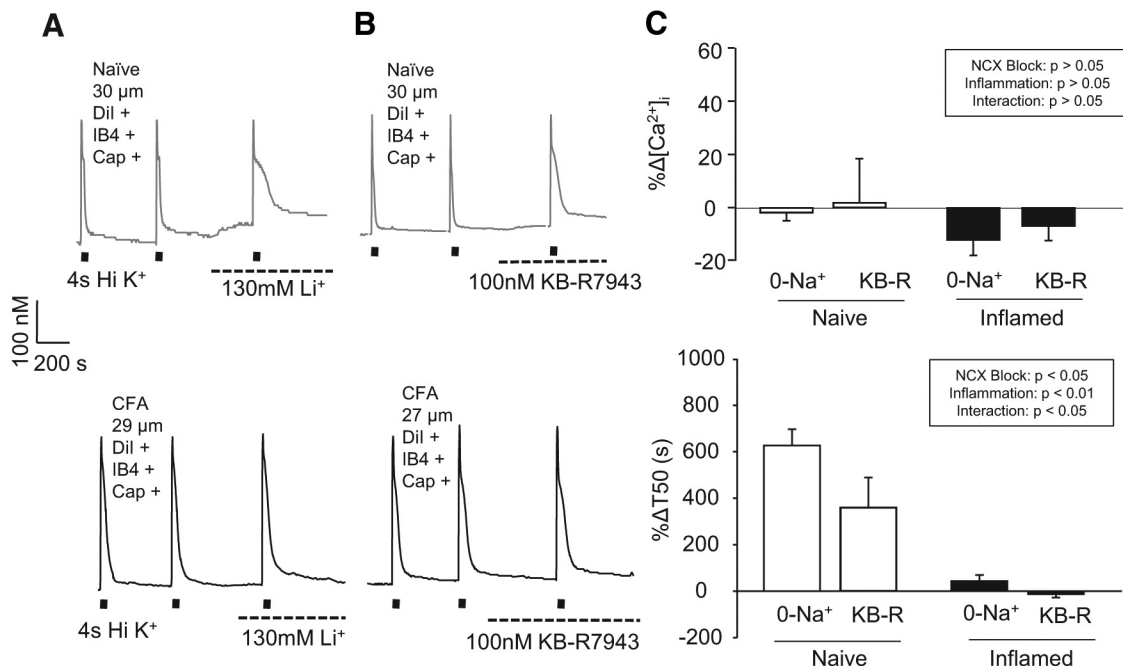 A
Naïve
30 µm
DiI +
IB4 +
Cap +
4s Hi K⁺
130mM Li⁺
100 nM
200 s
CFA
29 µm
DiI +
IB4 +
Cap +
4s Hi K⁺
130mM Li⁺
B
Naïve
30 µm
DiI +
IB4 +
Cap +
100nM KB-R7943
CFA
27 µm
DiI +
IB4 +
Cap +
100nM KB-R7943
C
%Δ[Ca²⁺]ᵢ
60
40
20
0
-20
NCX Block: p > 0.05
Inflammation: p > 0.05
Interaction: p > 0.05
0-Na⁺ KB-R 0-Na⁺ KB-R
Naive Inflamed
%ΔT50 (s)
1000
800
600
400
200
0
-200
NCX Block: p < 0.05
Inflammation: p < 0.01
Interaction: p < 0.05
0-Na⁺ KB-R 0-Na⁺ KB-R
Naive Inflamed